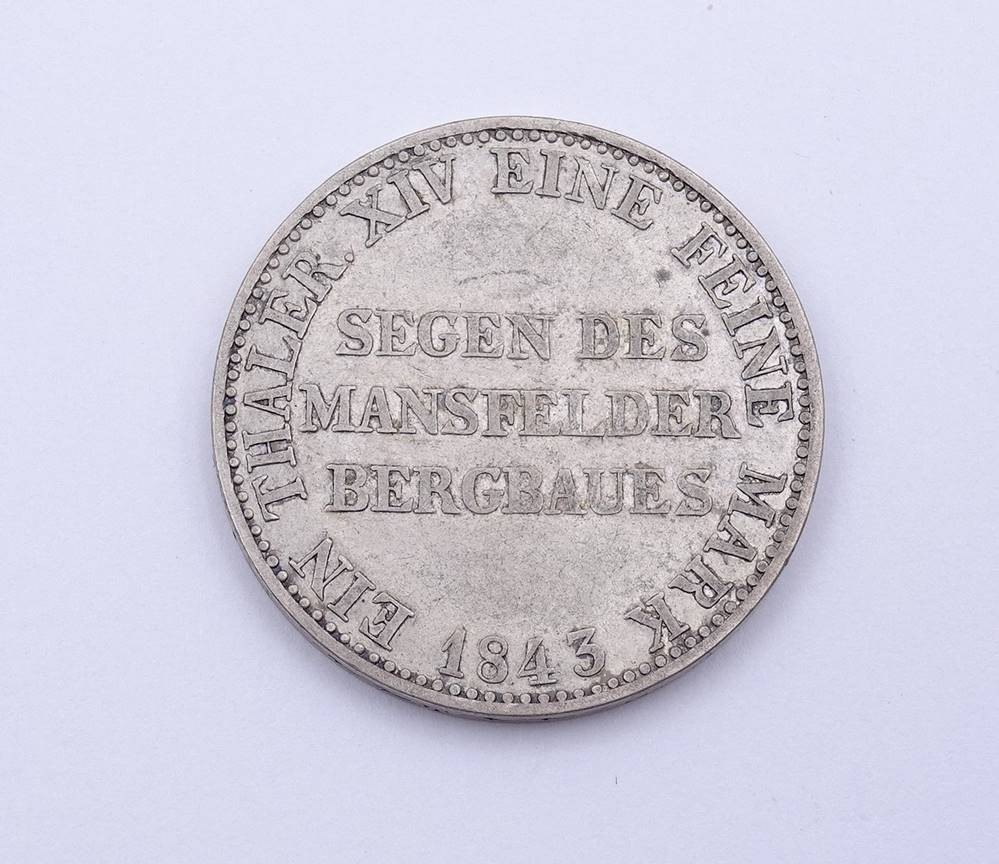 EIN THALER. XIV EINE FEINE MARK
SEGEN DES
MANSFELDER
BERGBAUES
1843